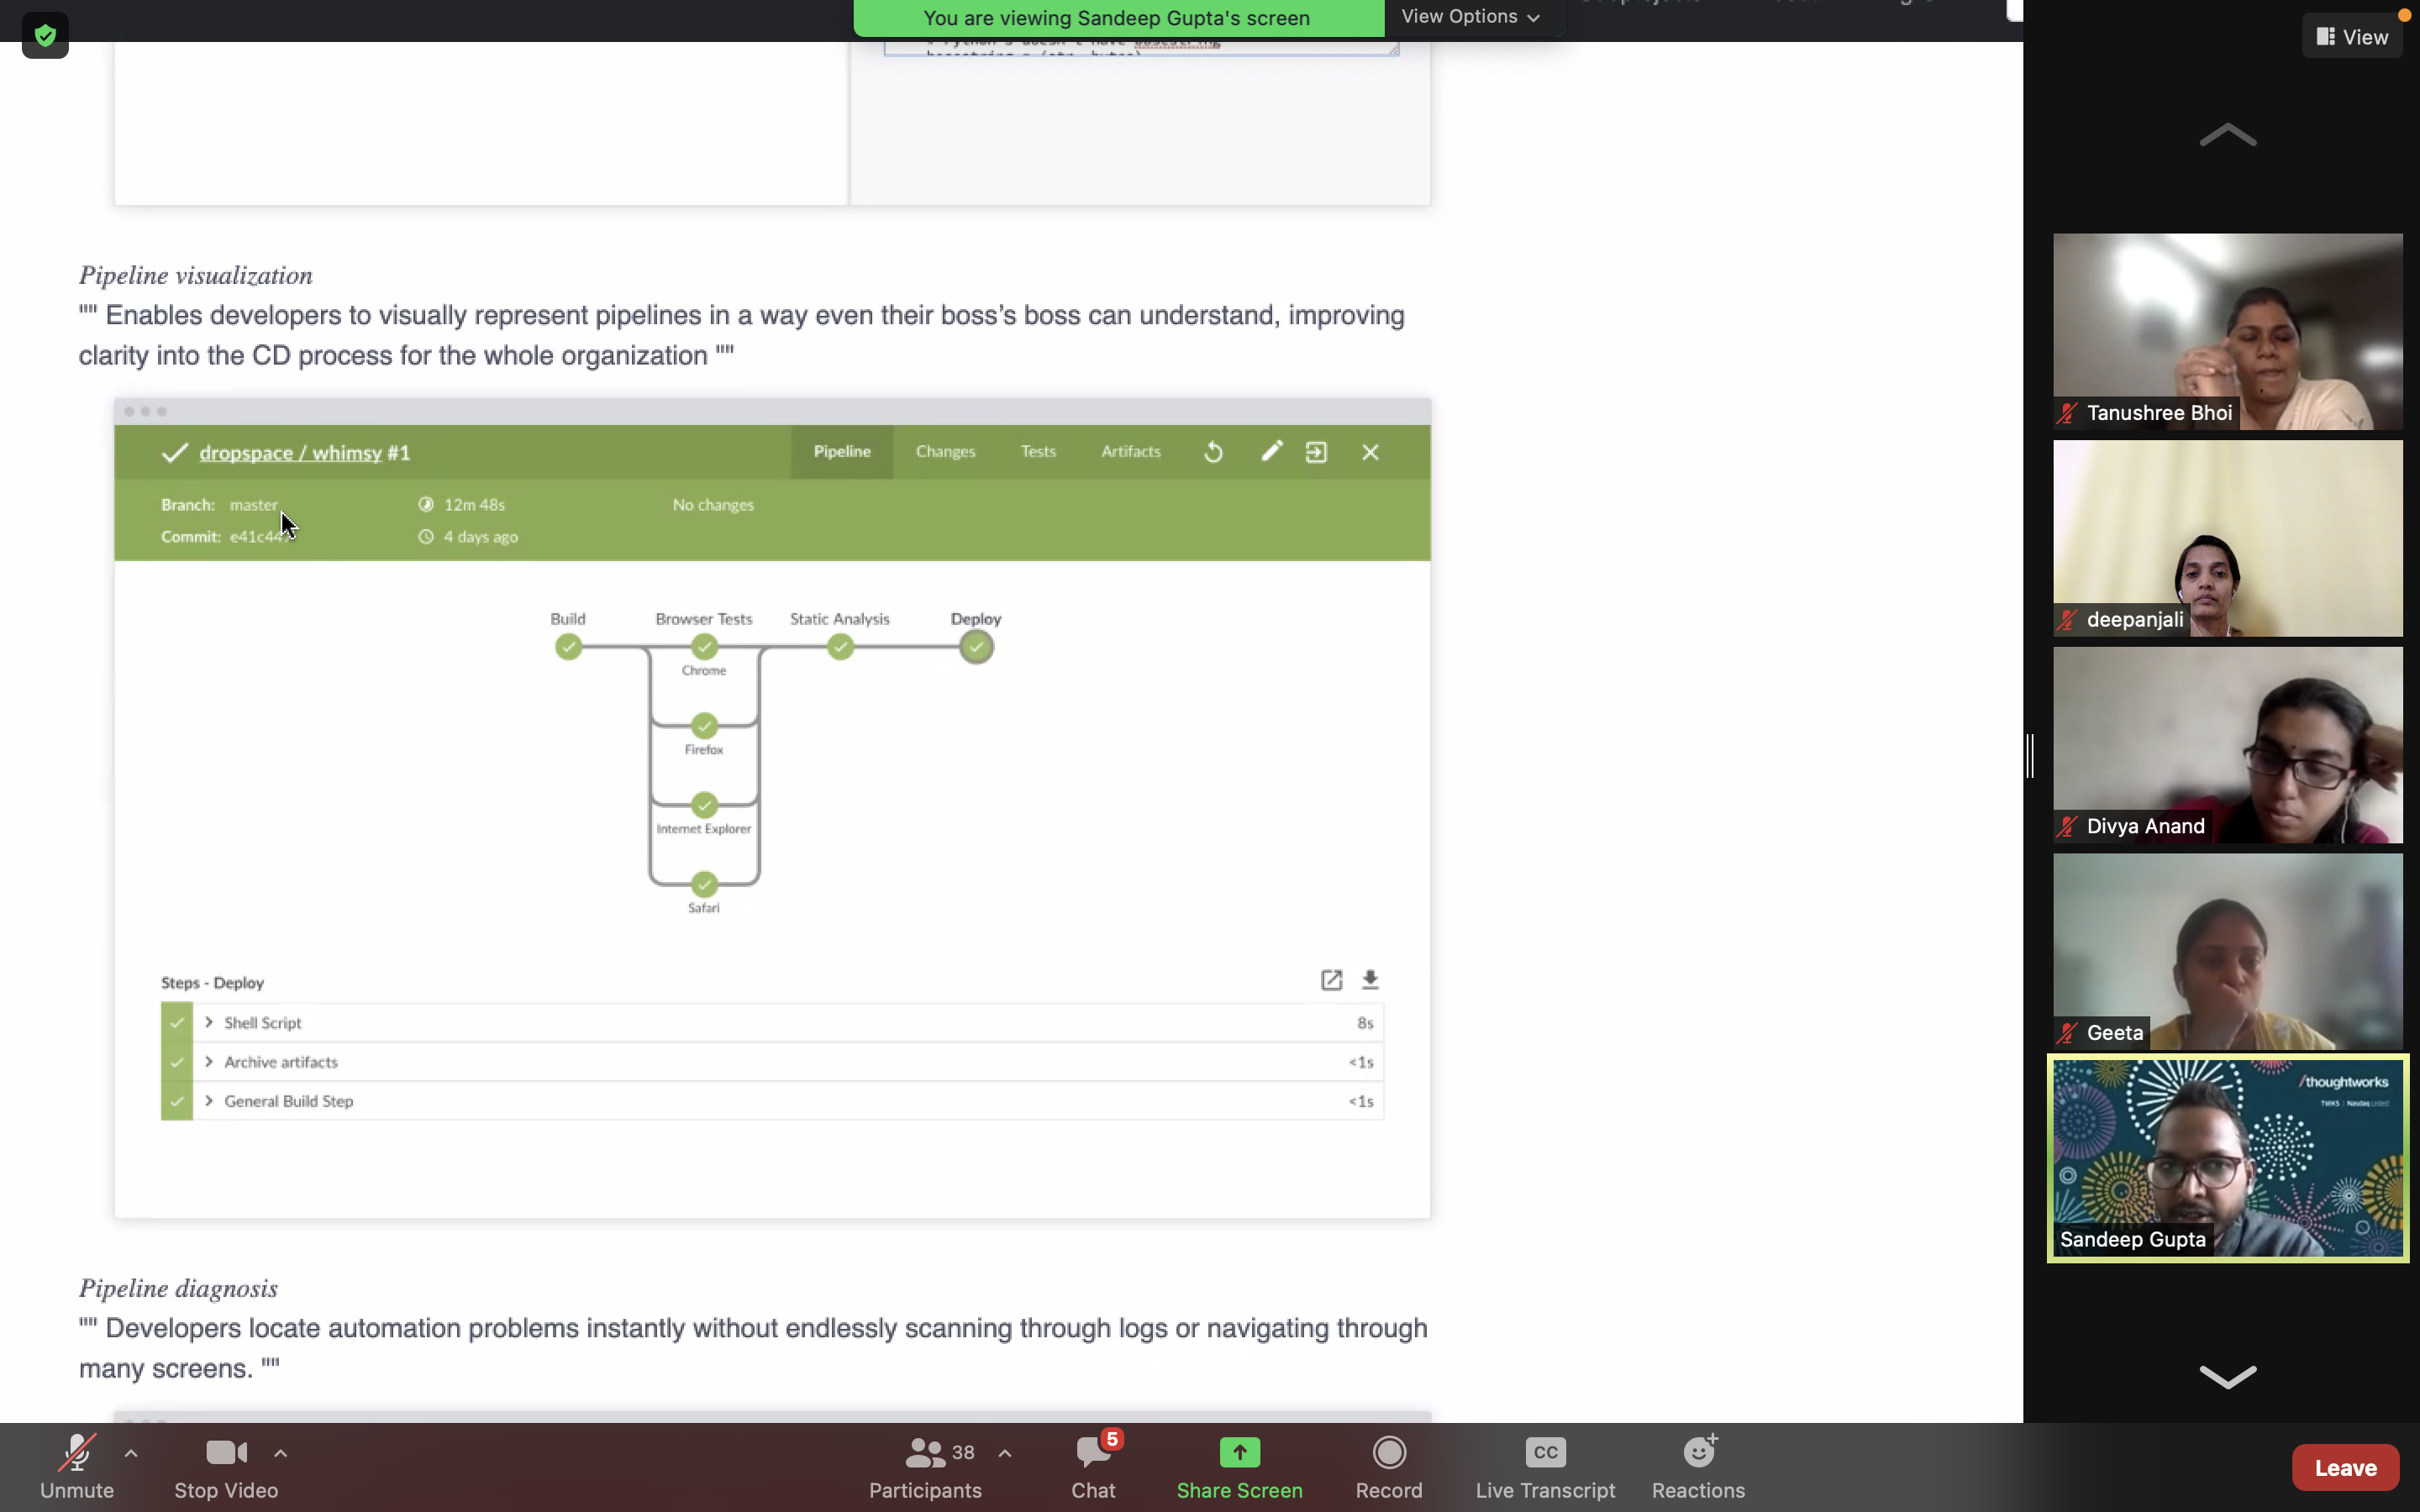 You are viewing Sandeep Gupta's screen
View Options
View
Pipeline visualization
"" Enables developers to visually represent pipelines in a way even their boss’s boss can understand, improving
clarity into the CD process for the whole organization ""
dropspace / whimsy #1
Pipeline
Changes
Tests
Artifacts
Branch: master
12m 48s
No changes
Commit:
4 days ago
Build
Browser Tests
Static Analysis
Deploy
Chrome
Firefox
Internet Explorer
Safari
Steps - Deploy
Shell Script
8s
Archive artifacts
<1s
General Build Step
<1s
Pipeline diagnosis
"" Developers locate automation problems instantly without endlessly scanning through logs or navigating through
many screens. ""
Tanushree Bhoi
deepanjali
Divya Anand
Geeta
/thoughtworks
Sandeep Gupta
Unmute
Stop Video
38
Participants
5
Chat
Share Screen
Record
CC
Live Transcript
Reactions
Leave